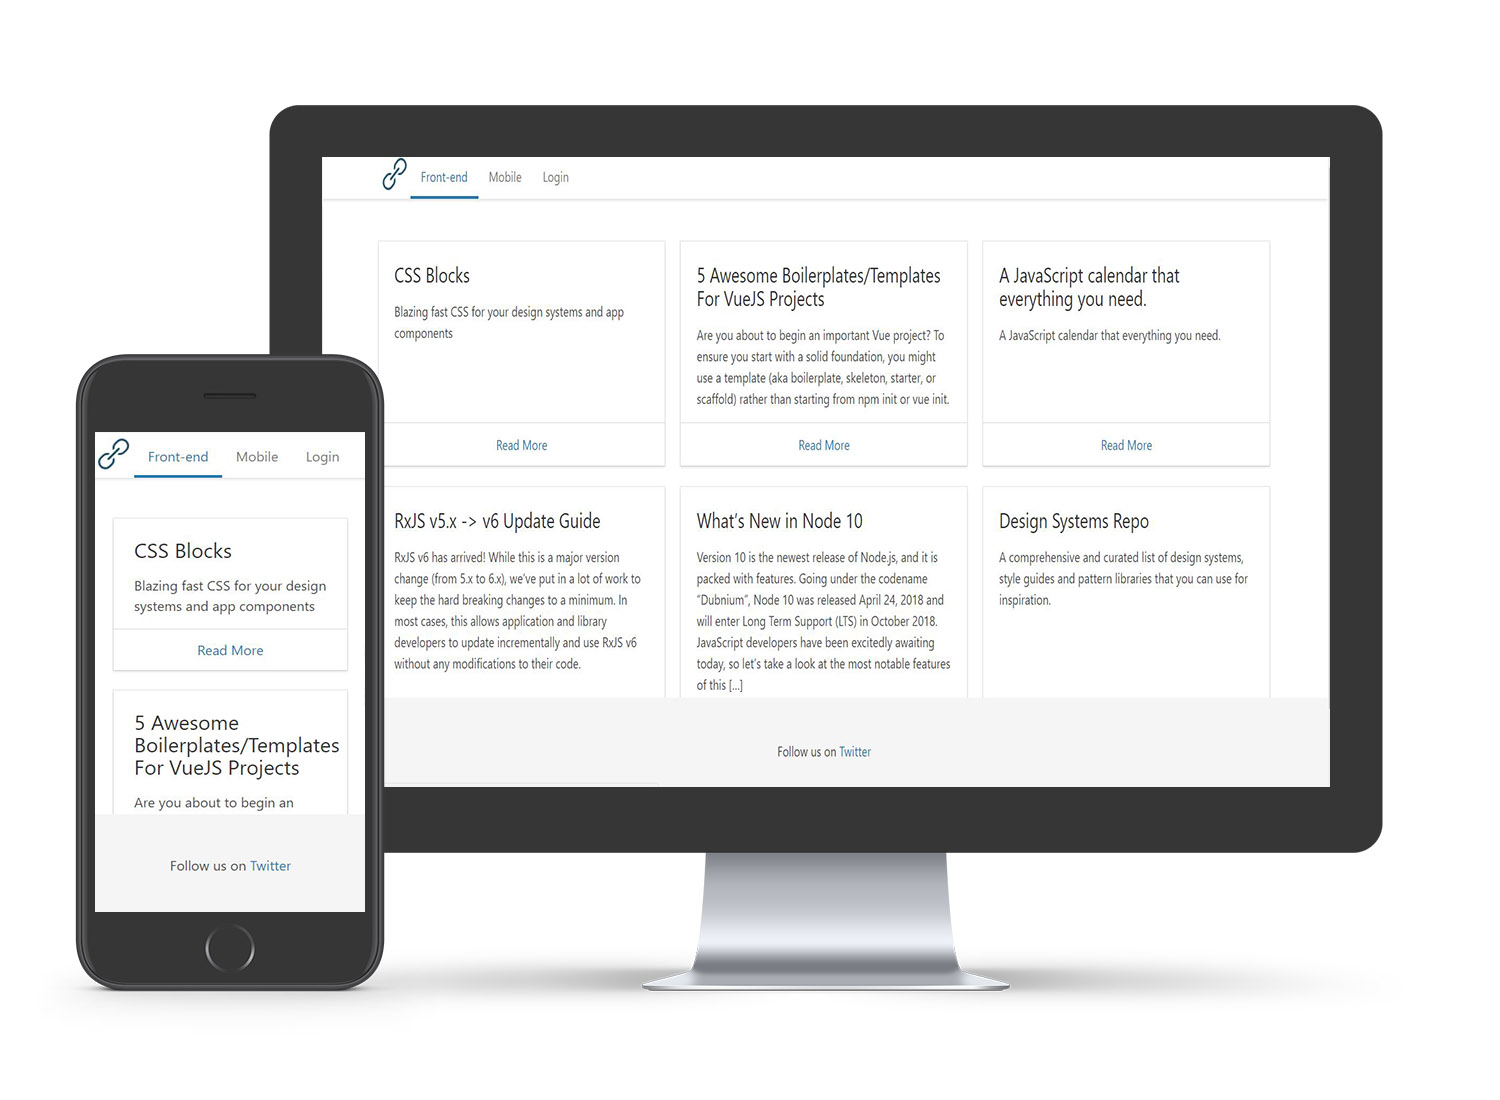 Front-end Mobile Login
CSS Blocks
Blazing fast CSS for your design systems and app
components
Read More
5 Awesome Boilerplates/Templates
For VueJS Projects
Are you about to begin an important Vue project? To
ensure you start with a solid foundation, you might
use a template (aka boilerplate, skeleton, starter, or
scaffold) rather than starting from npm init or vue init.
Read More
A JavaScript calendar that
everything you need.
A JavaScript calendar that everything you need.
Read More
RxJS v5.x -> v6 Update Guide
RxJS v6 has arrived! While this is a major version
change (from 5.x to 6.x), we've put in a lot of work to
keep the hard breaking changes to a minimum. In
most cases, this allows application and library
developers to update incrementally and use RxJS v6
without any modifications to their code.
What's New in Node 10
Version 10 is the newest release of Node.js, and it is
packed with features. Going under the codename
“Dubnium”, Node 10 was released April 24, 2018 and
will enter Long Term Support (LTS) in October 2018.
JavaScript developers have been excitedly awaiting
today, so let's take a look at the most notable features
of this [...]
Design Systems Repo
A comprehensive and curated list of design systems,
style guides and pattern libraries that you can use for
inspiration.
Follow us on Twitter
Front-end Mobile Login
CSS Blocks
Blazing fast CSS for your design
systems and app components
Read More
5 Awesome
Boilerplates/Templates
For VueJS Projects
Are you about to begin an
Follow us on Twitter